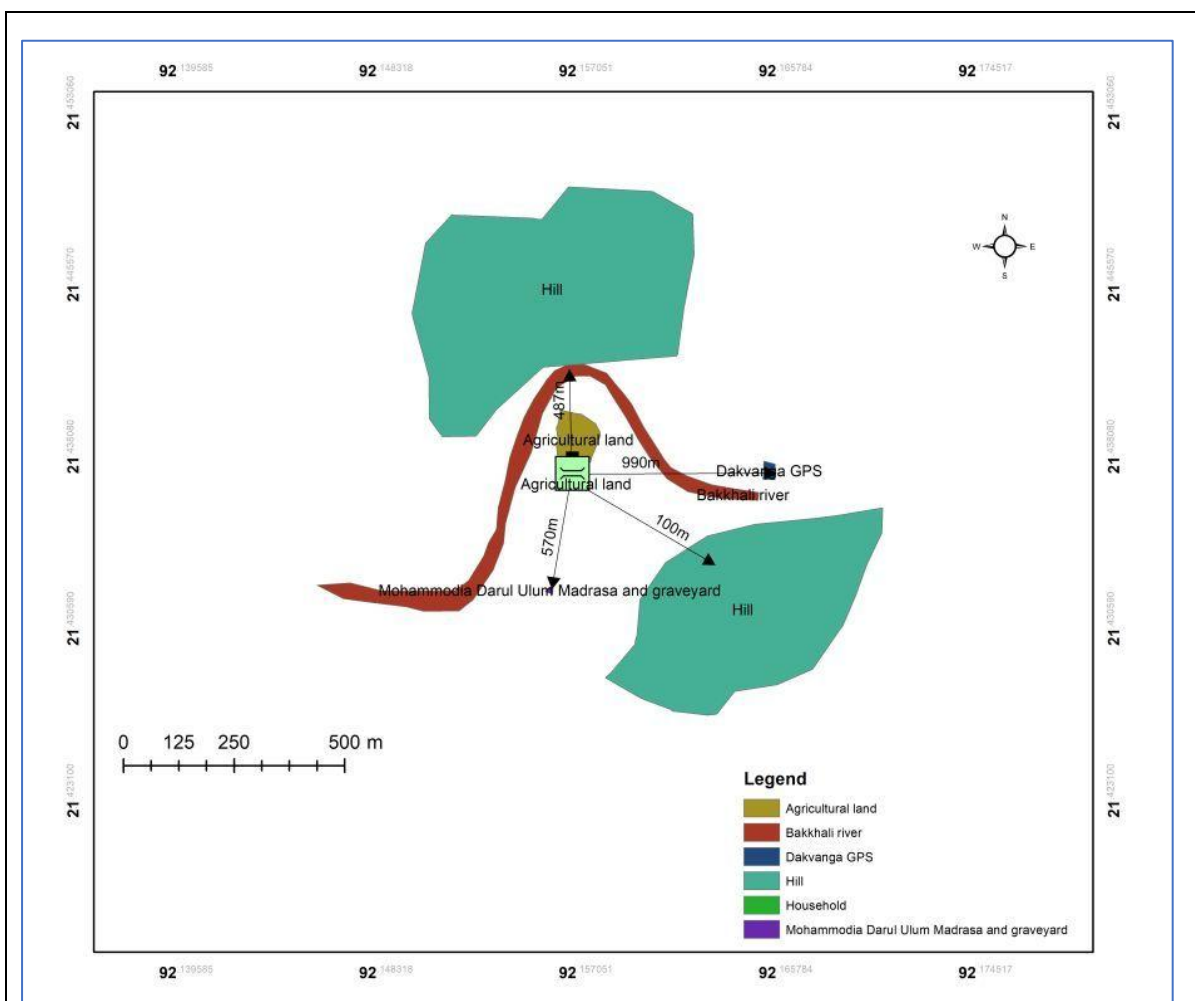 92 139585 92 148318 92 157051 92 165784 92 174517
21 453060 21 453060
N
W E
S
21 445570 21 445570
Hill
487m
21 438080 21 438080
Agricultural land
990m
Dakvanga GPS
Agricultural land
Bakkhali river
100m
570m
Mohammodia Darul Ulum Madrasa and graveyard
Hill
21 430590 21 430590
0 125 250 500 m
21 423100 21 423100
Legend
Agricultural land
Bakkhali river
Dakvanga GPS
Hill
Household
Mohammodia Darul Ulum Madrasa and graveyard
92 139585 92 148318 92 157051 92 165784 92 174517